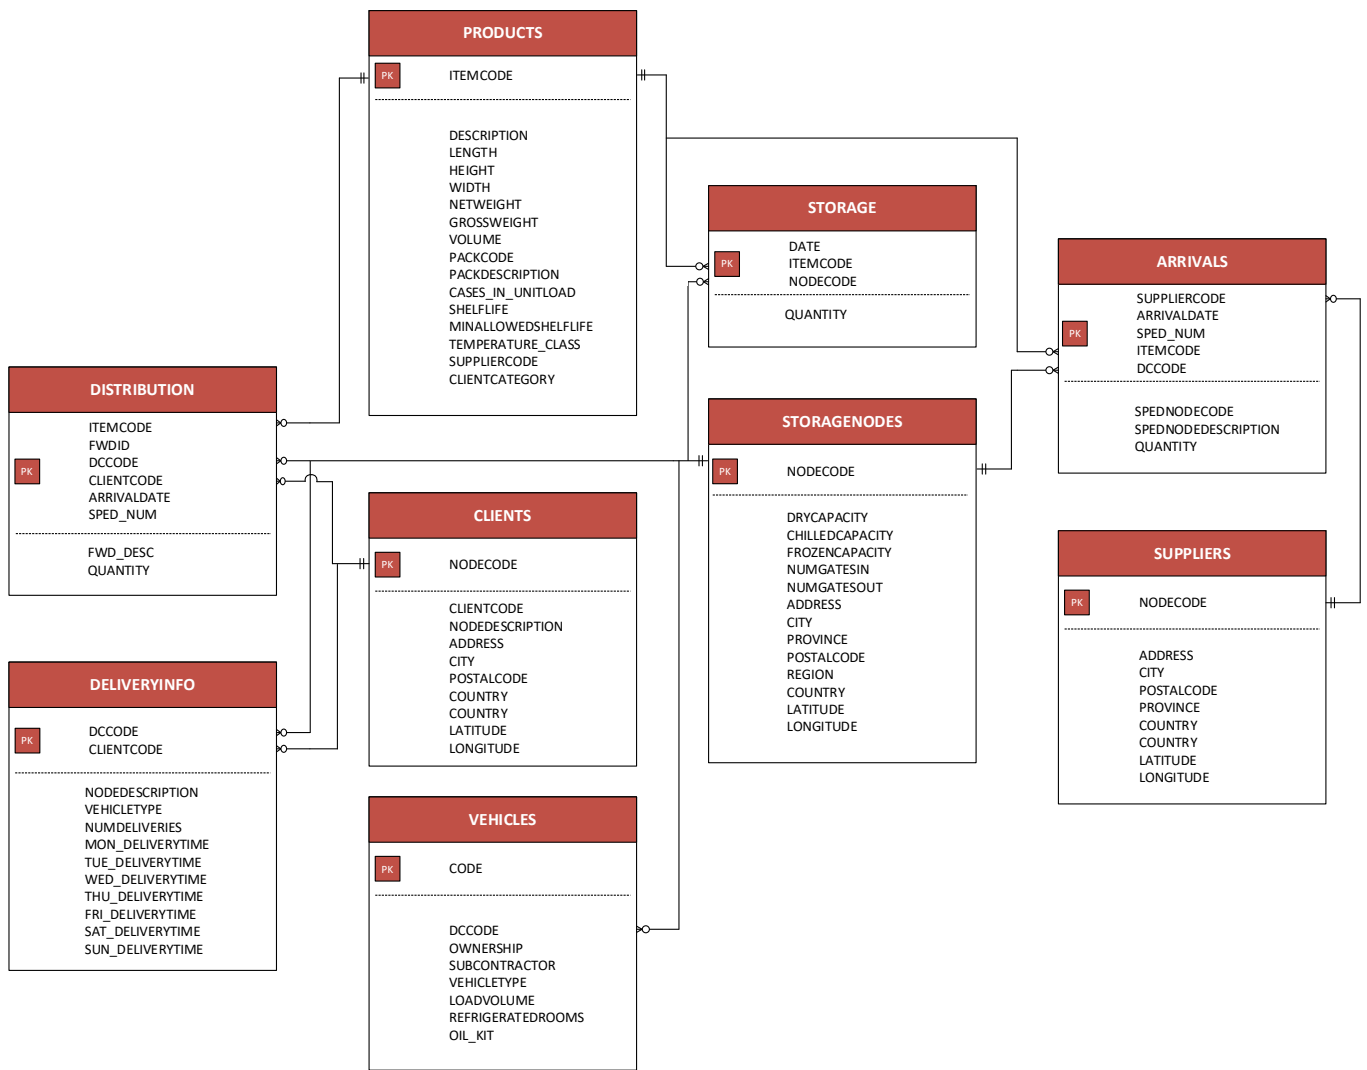 PRODUCTS
PK
ITEMCODE
DESCRIPTION
LENGTH
HEIGHT
WIDTH
NETWEIGHT
GROSSWEIGHT
VOLUME
PACKCODE
PACKDESCRIPTION
CASES_IN_UNITLOAD
SHELFLIFE
MINALLOWEDSHELFLIFE
TEMPERATURE_CLASS
SUPPLIERCODE
CLIENTCATEGORY
STORAGE
PK
DATE
ITEMCODE
NODECODE
QUANTITY
ARRIVALS
PK
SUPPLIERCODE
ARRIVALDATE
SPED_NUM
ITEMCODE
DCCODE
SPEDNODECODE
SPEDNODEDESCRIPTION
QUANTITY
DISTRIBUTION
PK
ITEMCODE
FWDID
DCCODE
CLIENTCODE
ARRIVALDATE
SPED_NUM
FWD_DESC
QUANTITY
CLIENTS
PK
NODECODE
CLIENTCODE
NODEDESCRIPTION
ADDRESS
CITY
POSTALCODE
COUNTRY
COUNTRY
LATITUDE
LONGITUDE
STORAGENODES
PK
NODECODE
DRYCAPACITY
CHILLEDCAPACITY
FROZENCAPACITY
NUMGATESIN
NUMGATESOUT
ADDRESS
CITY
PROVINCE
POSTALCODE
REGION
COUNTRY
LATITUDE
LONGITUDE
SUPPLIERS
PK
NODECODE
ADDRESS
CITY
POSTALCODE
PROVINCE
COUNTRY
COUNTRY
LATITUDE
LONGITUDE
DELIVERYINFO
PK
DCCODE
CLIENTCODE
NODEDESCRIPTION
VEHICLETYPE
NUMDELIVERIES
MON_DELIVERYTIME
TUE_DELIVERYTIME
WED_DELIVERYTIME
THU_DELIVERYTIME
FRI_DELIVERYTIME
SAT_DELIVERYTIME
SUN_DELIVERYTIME
VEHICLES
PK
CODE
DCCODE
OWNERSHIP
SUBCONTRACTOR
VEHICLETYPE
LOADVOLUME
REFRIGERATEDROOMS
OIL_KIT